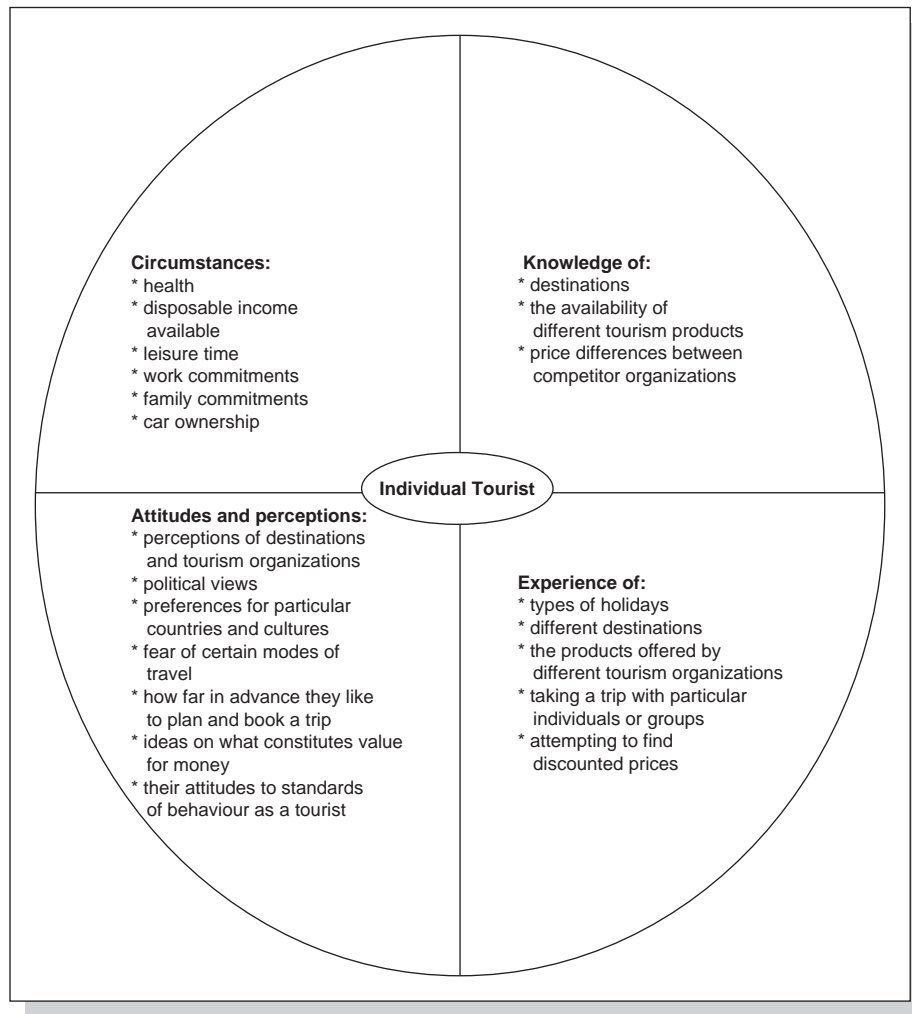 Circumstances:
* health
* disposable income
available
* leisure time
* work commitments
* family commitments
* car ownership
Knowledge of:
* destinations
* the availability of
different tourism products
* price differences between
competitor organizations
Individual Tourist
Attitudes and perceptions:
* perceptions of destinations
and tourism organizations
* political views
* preferences for particular
countries and cultures
* fear of certain modes of
travel
* how far in advance they like
to plan and book a trip
* ideas on what constitutes value
for money
* their attitudes to standards
of behaviour as a tourist
Experience of:
* types of holidays
* different destinations
* the products offered by
different tourism organizations
* taking a trip with particular
individuals or groups
* attempting to find
discounted prices